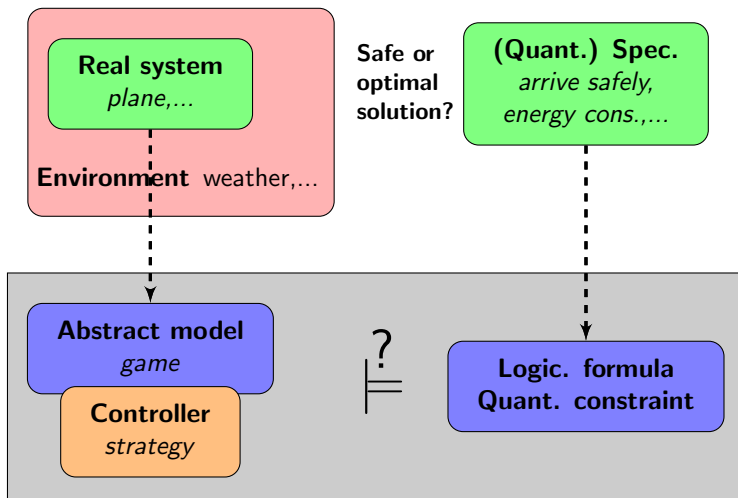 Real system
plane,...
Environment weather,...
Safe or
optimal
solution?
(Quant.) Spec.
arrive safely,
energy cons.,...
Abstract model
game
Controller
strategy
?
⊨
Logic. formula
Quant. constraint